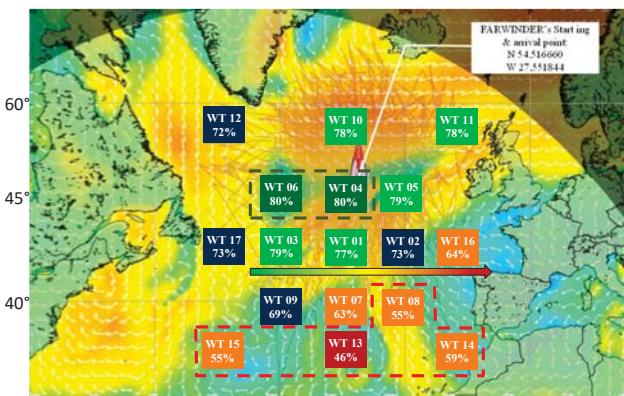 FARWINDER's Starting
& arrival point
N 54,516660
W 27,551844
60°
WT 12
72%
WT 10
78%
WT 11
78%
45°
WT 06
80%
WT 04
80%
WT 05
79%
WT 17
73%
WT 03
79%
WT 01
77%
WT 02
73%
WT 16
64%
40°
WT 09
69%
WT 07
63%
WT 08
55%
WT 15
55%
WT 13
46%
WT 14
59%